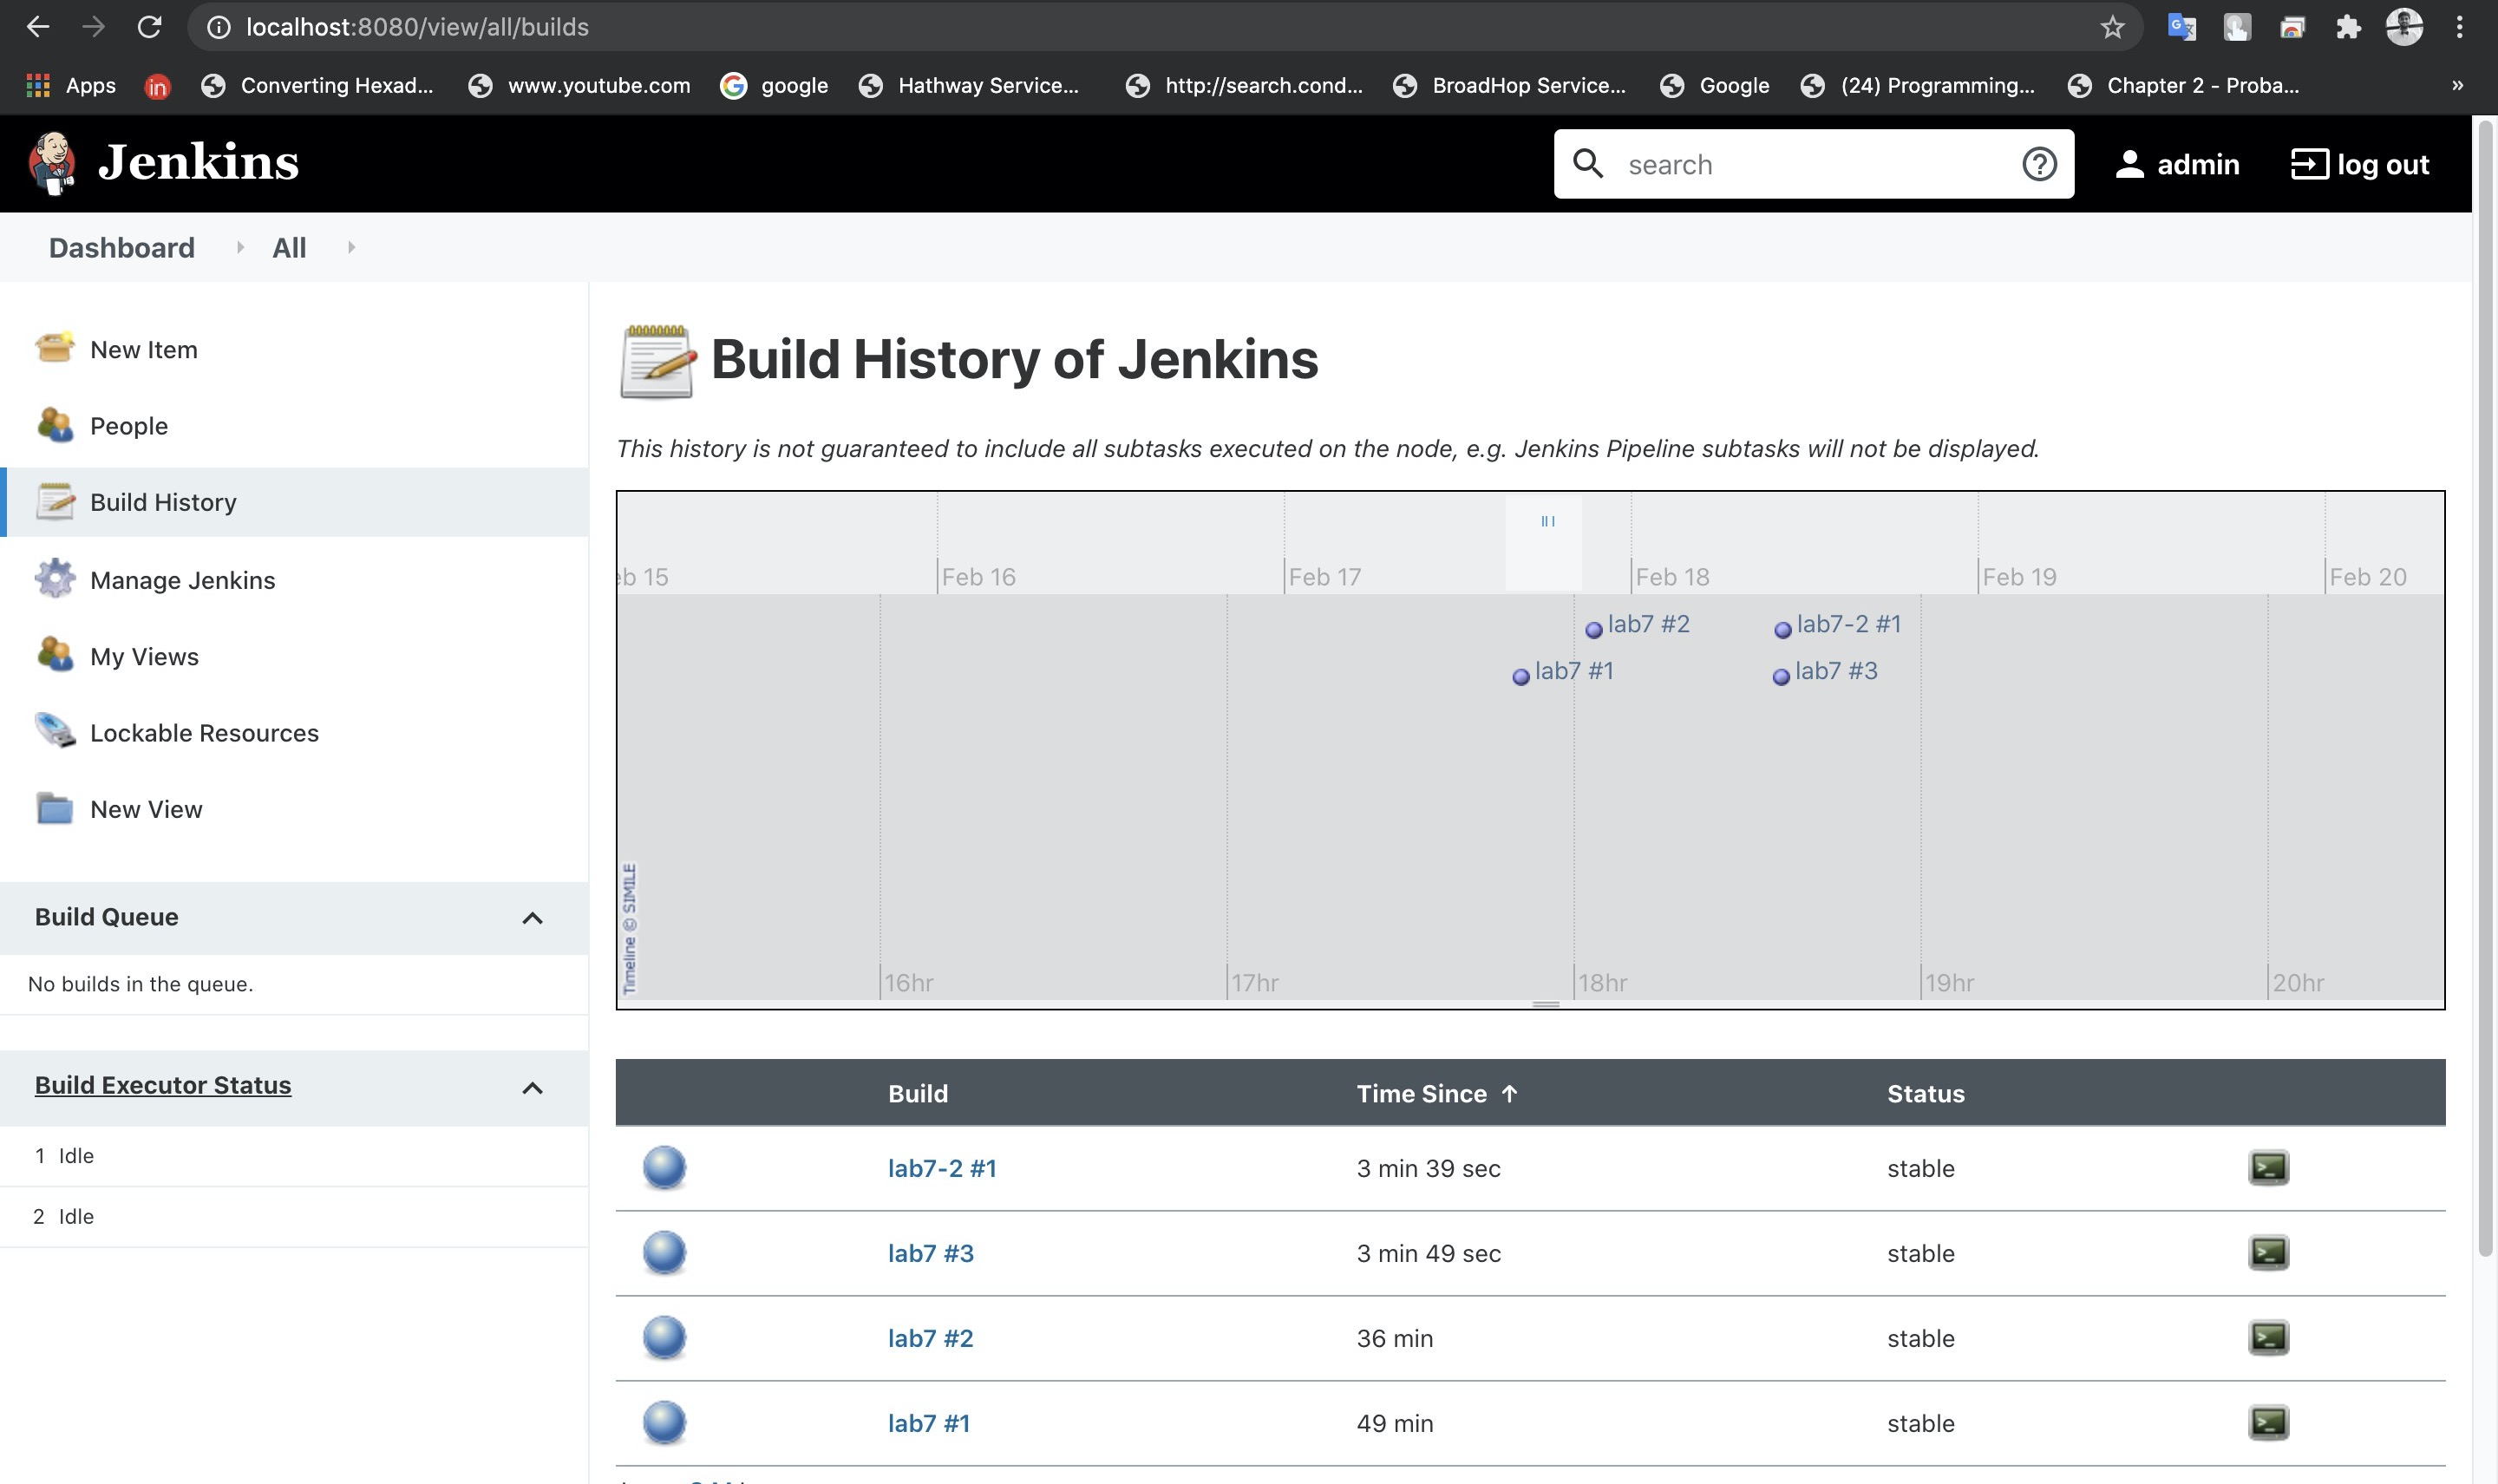 localhost:8080/view/all/builds
Apps
in
Converting Hexad...
www.youtube.com
google
Hathway Service...
http://search.cond...
BroadHop Service...
Google
(24) Programming...
Chapter 2 - Proba...
»
Jenkins
search
admin
log out
Dashboard
All
New Item
People
Build History
Manage Jenkins
My Views
Lockable Resources
New View
Build Queue
No builds in the queue.
Build Executor Status
1 Idle
2 Idle
Build History of Jenkins
This history is not guaranteed to include all subtasks executed on the node, e.g. Jenkins Pipeline subtasks will not be displayed.
eb 15
Feb 16
Feb 17
Feb 18
Feb 19
Feb 20
lab7 #2
lab7-2 #1
lab7 #1
lab7 #3
Timeline © SIMILE
16hr
17hr
18hr
19hr
20hr
Build Time Since ↑ Status
lab7-2 #1 3 min 39 sec stable
lab7 #3 3 min 49 sec stable
lab7 #2 36 min stable
lab7 #1 49 min stable